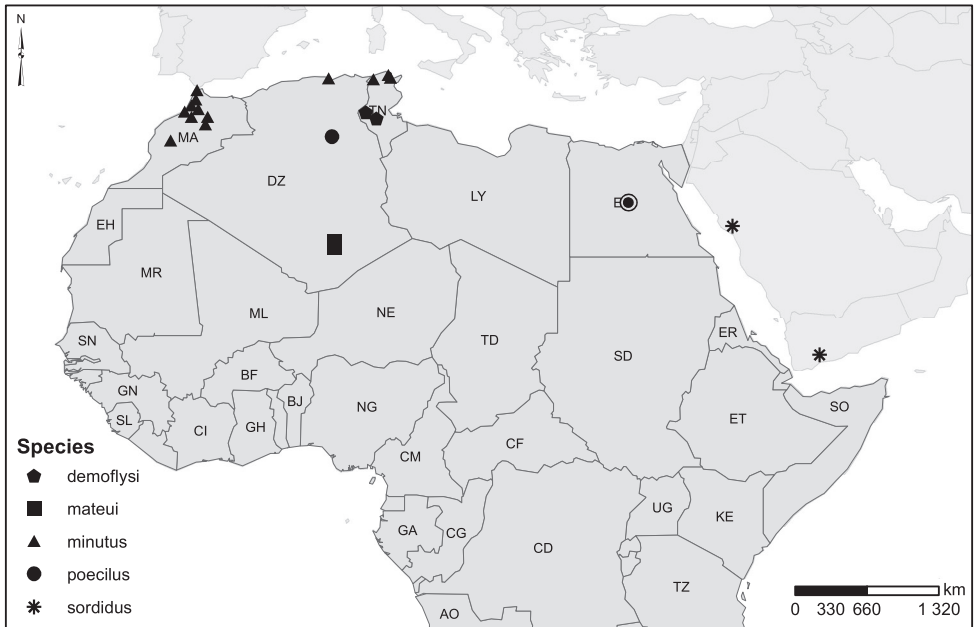 N
TN
MA
DZ
LY
E
EH
MR
ML
NE
TD
SD
ER
SN
BF
GN
BJ
NG
SL
CI
GH
ET
SO
CM
CF
UG
KE
GA
CG
CD
TZ
AO
Species
demoflysi
mateui
minutus
poecilus
sordidus
km
0 330 660 1 320